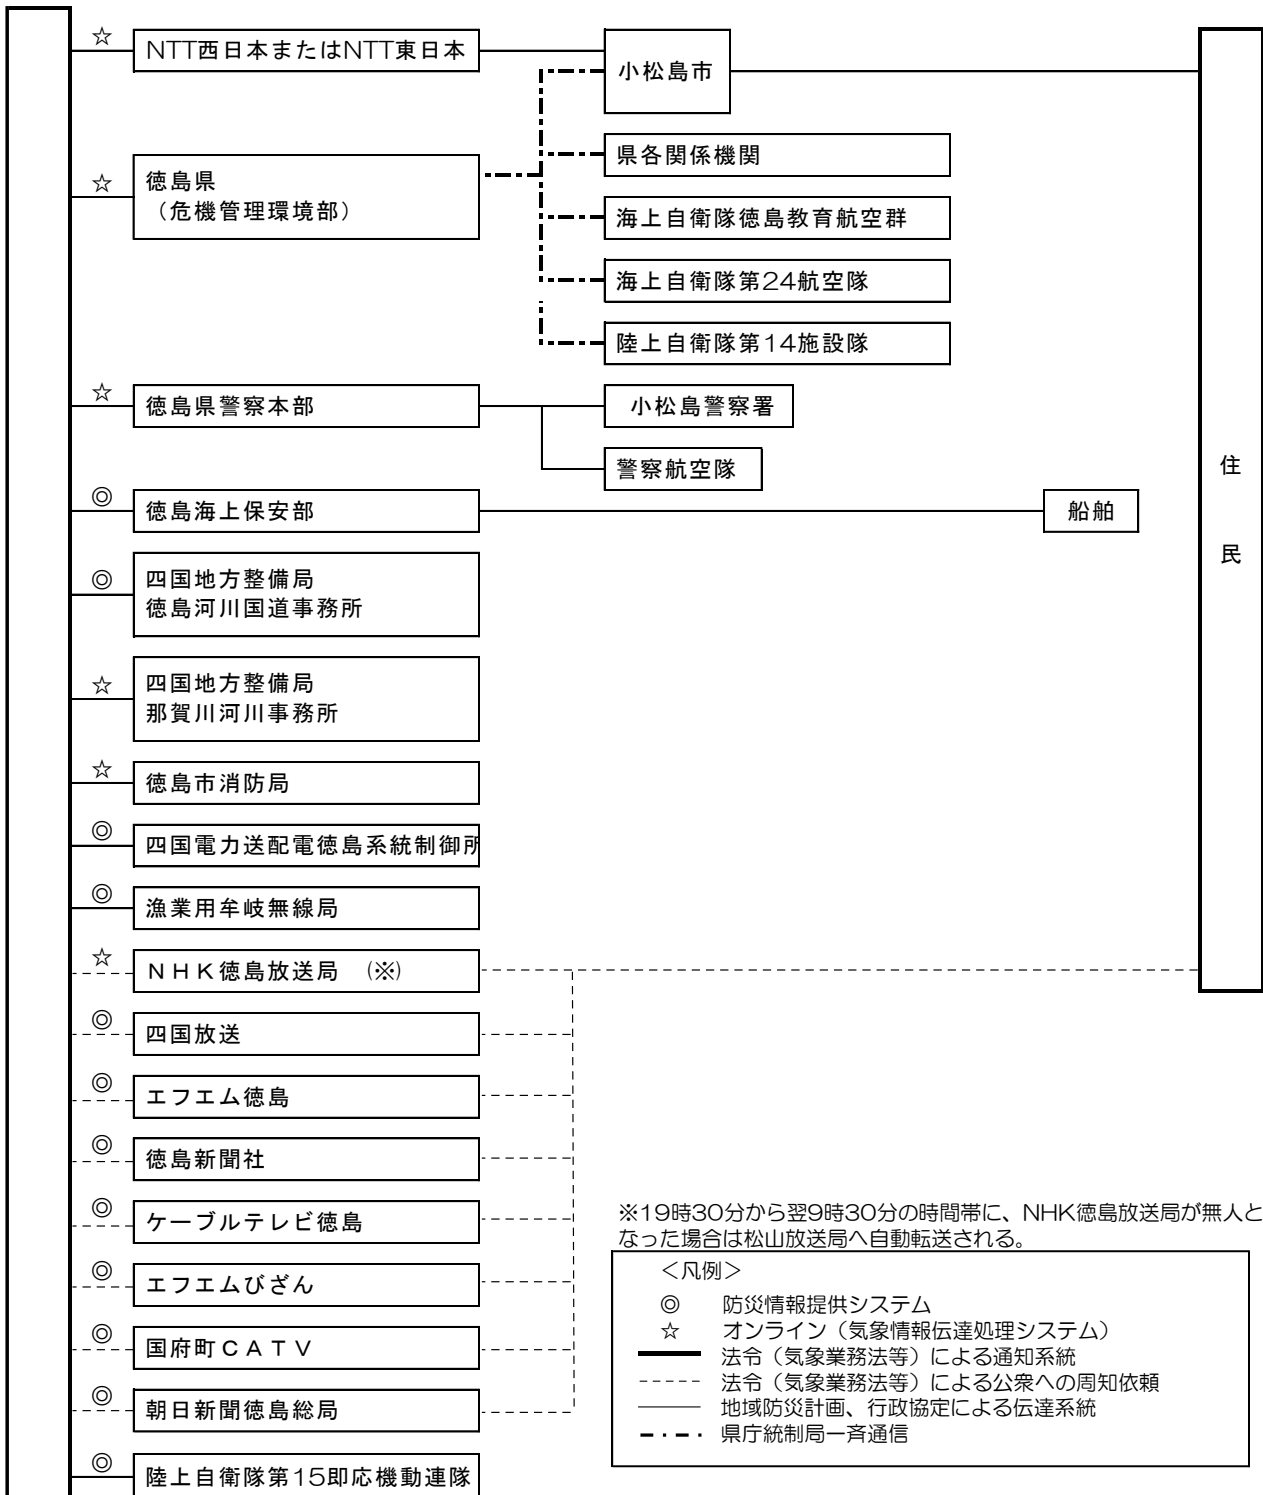 ☆
NTT西日本またはNTT東日本
小松島市
県各関係機関
☆
徳島県
（危機管理環境部）
海上自衛隊徳島教育航空群
海上自衛隊第24航空隊
陸上自衛隊第14施設隊
☆
徳島県警察本部
小松島警察署
警察航空隊
住
民
◎
徳島海上保安部
船舶
◎
四国地方整備局
徳島河川国道事務所
☆
四国地方整備局
那賀川河川事務所
☆
徳島市消防局
◎
四国電力送配電徳島系統制御所
◎
漁業用牟岐無線局
☆
ＮＨＫ徳島放送局　（※）
◎
四国放送
◎
エフエム徳島
◎
徳島新聞社
◎
ケーブルテレビ徳島
◎
エフエムびざん
◎
国府町ＣＡＴＶ
◎
朝日新聞徳島総局
◎
陸上自衛隊第15即応機動連隊
※19時30分から翌9時30分の時間帯に、NHK徳島放送局が無人と
なった場合は松山放送局へ自動転送される。
＜凡例＞
◎　防災情報提供システム
☆　オンライン（気象情報伝達処理システム）
法令（気象業務法等）による通知系統
法令（気象業務法等）による公衆への周知依頼
地域防災計画、行政協定による伝達系統
県庁統制局一斉通信